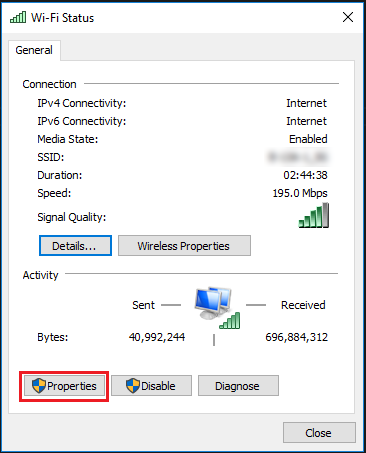 Wi-Fi Status
General
Connection
IPv4 Connectivity: Internet
IPv6 Connectivity: Internet
Media State: Enabled
SSID:
Duration: 02:44:38
Speed: 195.0 Mbps
Signal Quality:
Details... Wireless Properties
Activity
Sent Received
Bytes: 40,992,244 696,884,312
Properties Disable Diagnose
Close